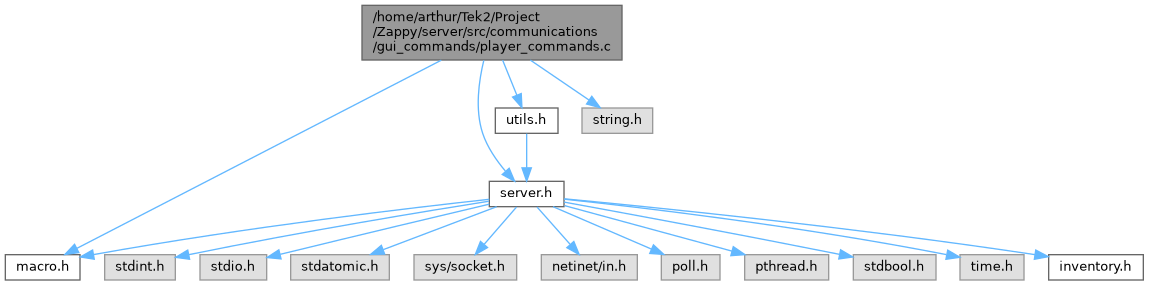 /home/arthur/Tek2/Project
/Zappy/server/src/communications
/gui_commands/player_commands.c
utils.h
string.h
server.h
macro.h
stdint.h
stdio.h
stdatomic.h
sys/socket.h
netinet/in.h
poll.h
pthread.h
stdbool.h
time.h
inventory.h